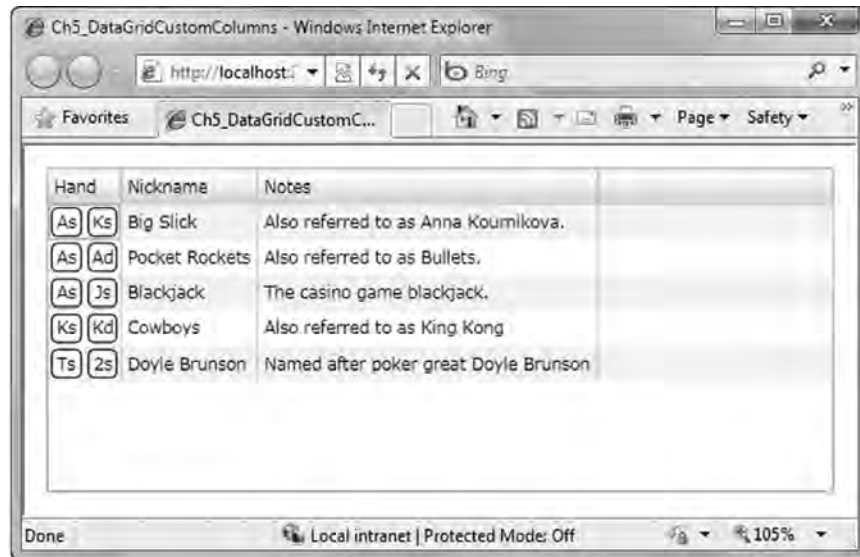 Ch5_DataGridCustomColumns - Windows Internet Explorer
http://localhost: Bing
Favorites Ch5_DataGridCustomC... Page Safety »
Hand Nickname Notes
As Ks Big Slick Also referred to as Anna Kournikova.
As Ad Pocket Rockets Also referred to as Bullets.
As Js Blackjack The casino game blackjack.
Ks Kd Cowboys Also referred to as King Kong
Ts 2s Doyle Brunson Named after poker great Doyle Brunson
Done Local intranet | Protected Mode: Off 105%